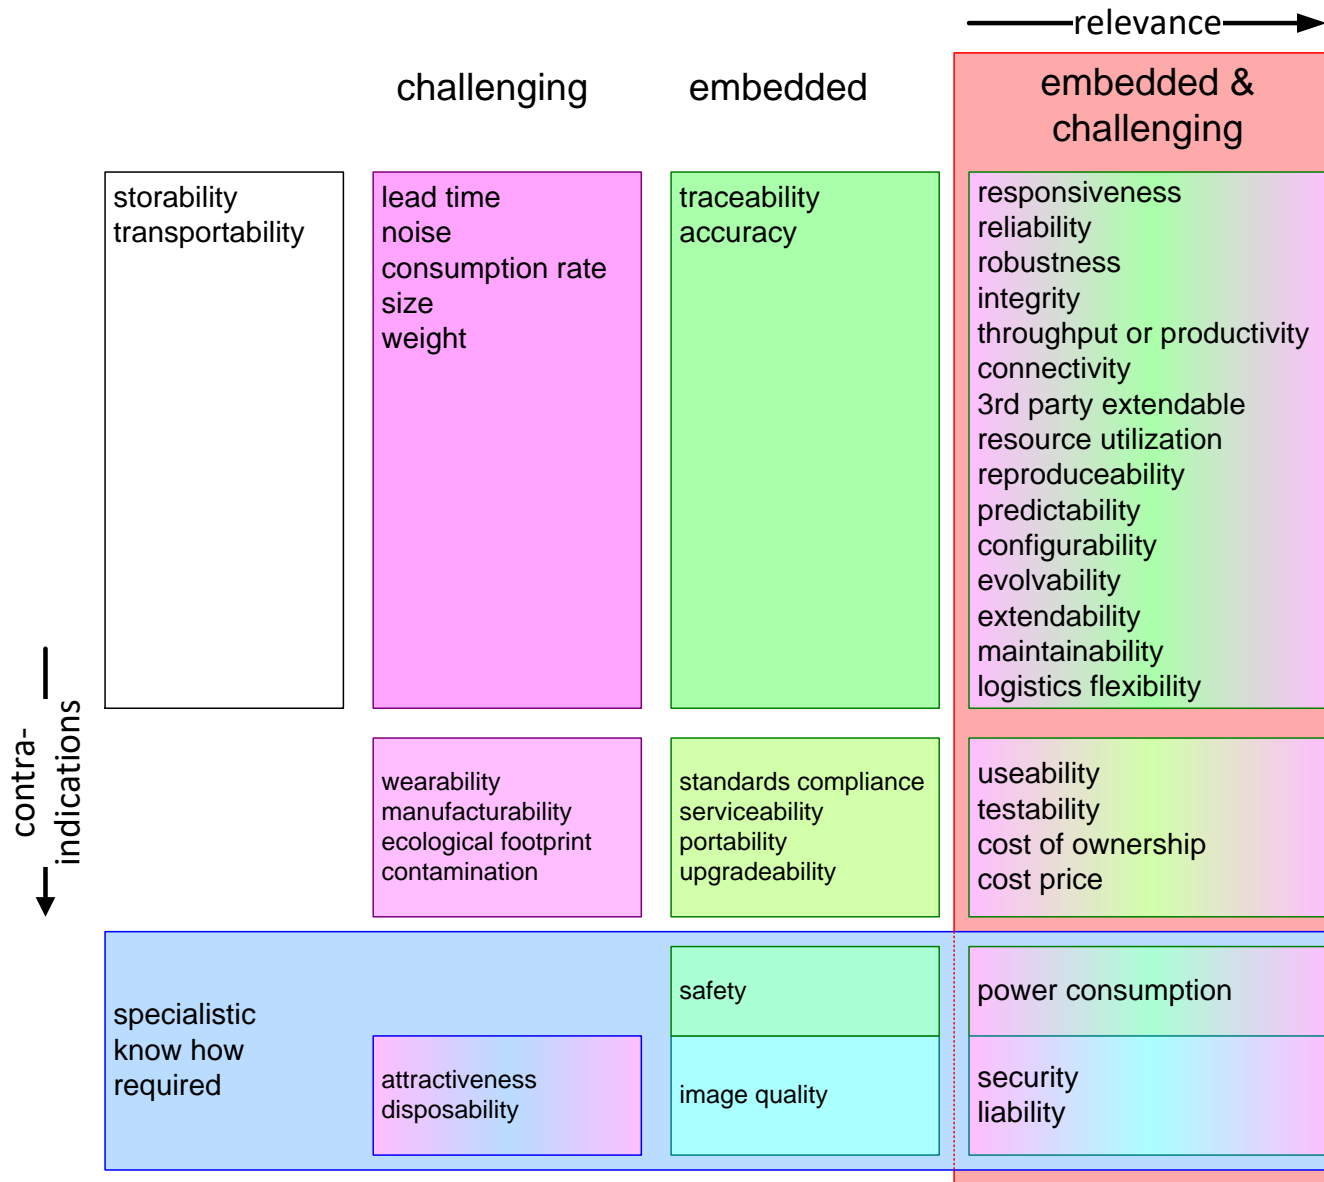 relevance
challenging
embedded
embedded &
challenging
storability
transportability
lead time
noise
consumption rate
size
weight
traceability
accuracy
responsiveness
reliability
robustness
integrity
throughput or productivity
connectivity
3rd party extendable
resource utilization
reproduceability
predictability
configurability
evolvability
extendability
maintainability
logistics flexibility
contra-
indications
wearability
manufacturability
ecological footprint
contamination
standards compliance
serviceability
portability
upgradeability
useability
testability
cost of ownership
cost price
specialistic
know how
required
attractiveness
disposability
safety
image quality
power consumption
security
liability